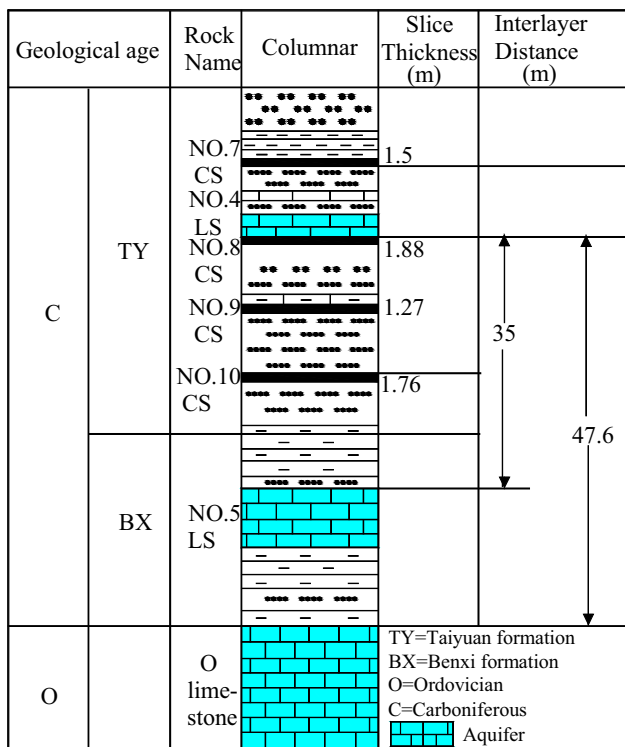 Geological age
Rock
Name
Columnar
Slice
Thickness
(m)
Interlayer
Distance
(m)
C
TY
NO.7
CS
1.5
NO.4
LS
NO.8
CS
1.88
NO.9
CS
1.27
35
NO.10
CS
1.76
47.6
BX
NO.5
LS
O
O
lime-
stone
TY=Taiyuan formation
BX=Benxi formation
O=Ordovician
C=Carboniferous
Aquifer